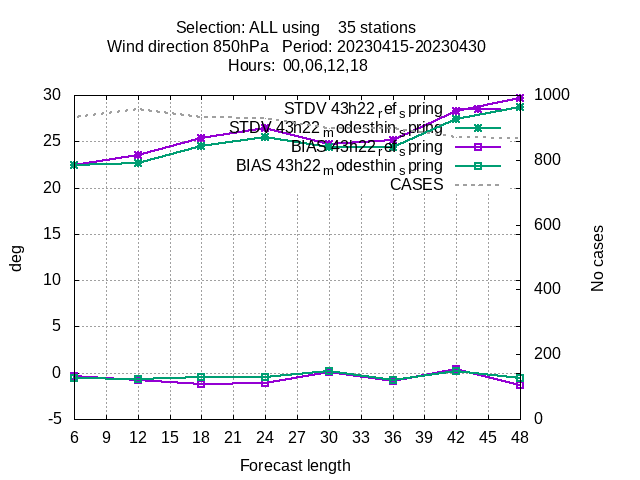 Selection: ALL using    35 stations
Wind direction 850hPa   Period: 20230415-20230430
Hours: 00,06,12,18
STDV 43h22_ref_spring
STDV 43h22_modesthin_spring
BIAS 43h22_ref_spring
BIAS 43h22_modesthin_spring
CASES
30
25
20
15
10
5
0
-5
deg
1000
800
600
400
200
0
No cases
6 9 12 15 18 21 24 27 30 33 36 39 42 45 48
Forecast length